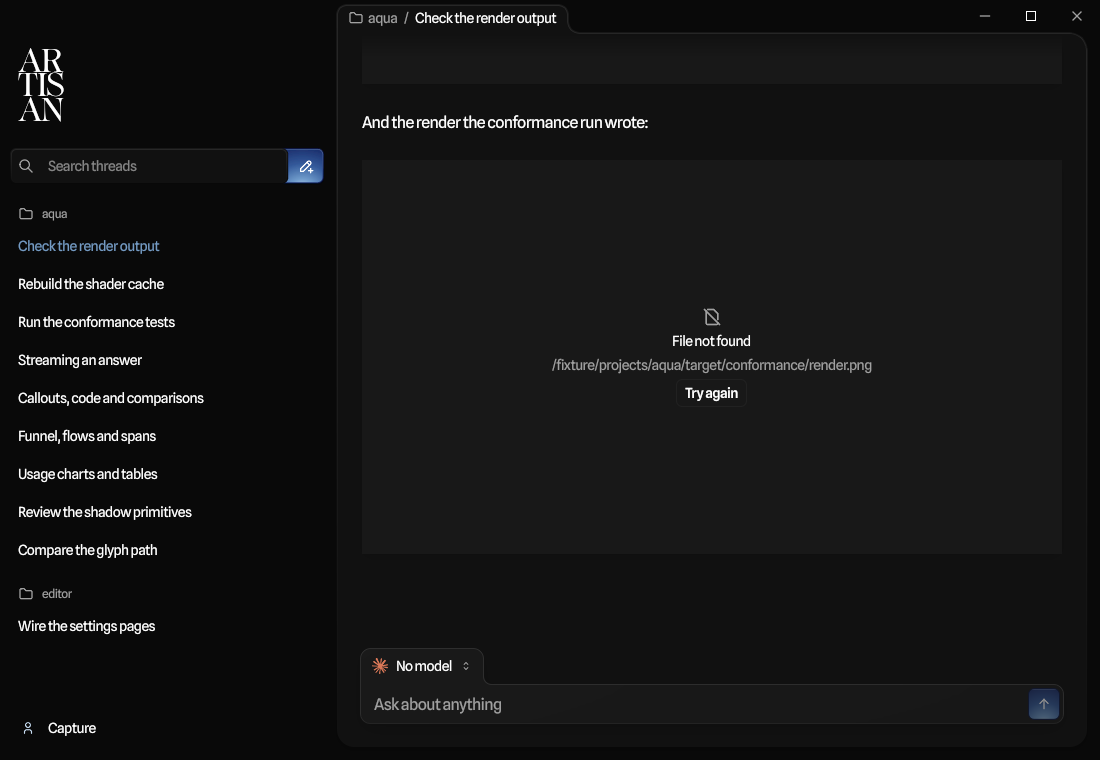 aqua / Check the render output
AR
TIS
AN
Search threads
aqua
Check the render output
Rebuild the shader cache
Run the conformance tests
Streaming an answer
Callouts, code and comparisons
Funnel, flows and spans
Usage charts and tables
Review the shadow primitives
Compare the glyph path
editor
Wire the settings pages
Capture
And the render the conformance run wrote:
File not found
/fixture/projects/aqua/target/conformance/render.png
Try again
No model
Ask about anything